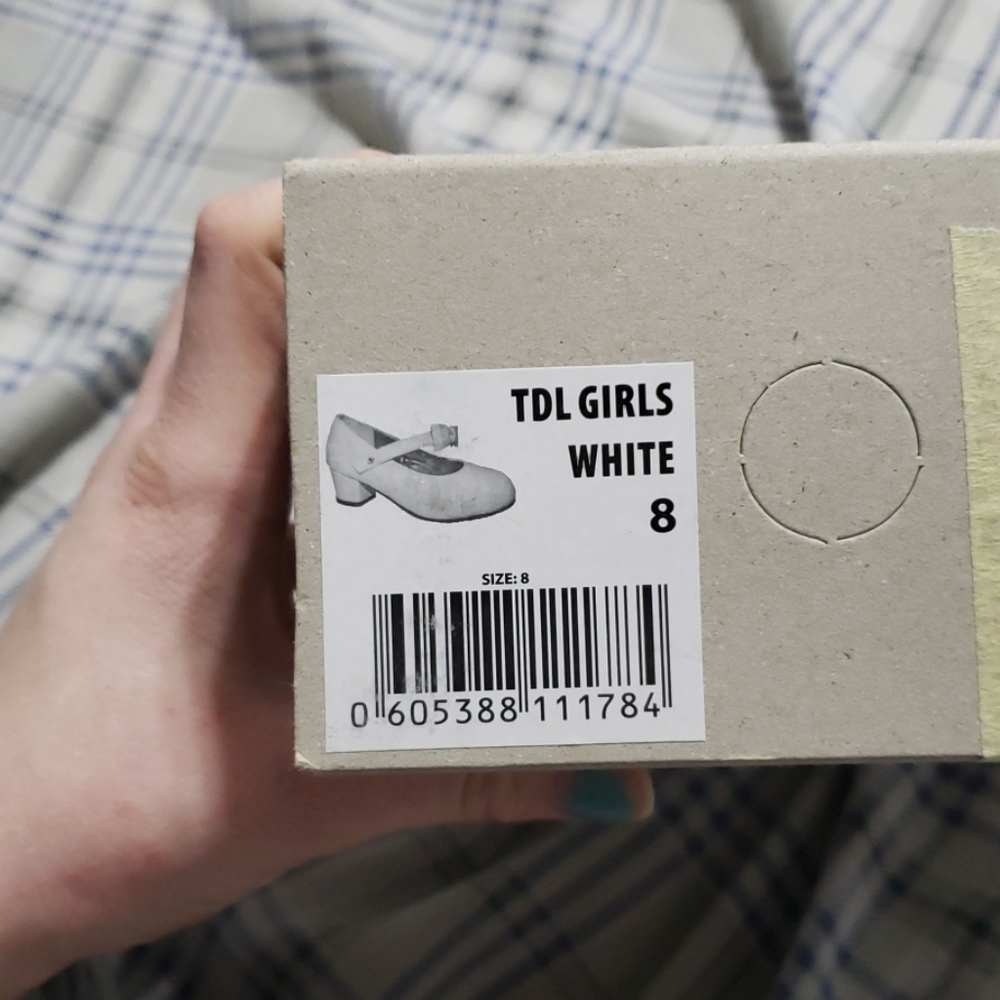 TDL GIRLS
WHITE
8
SIZE: 8
0 605388 111784